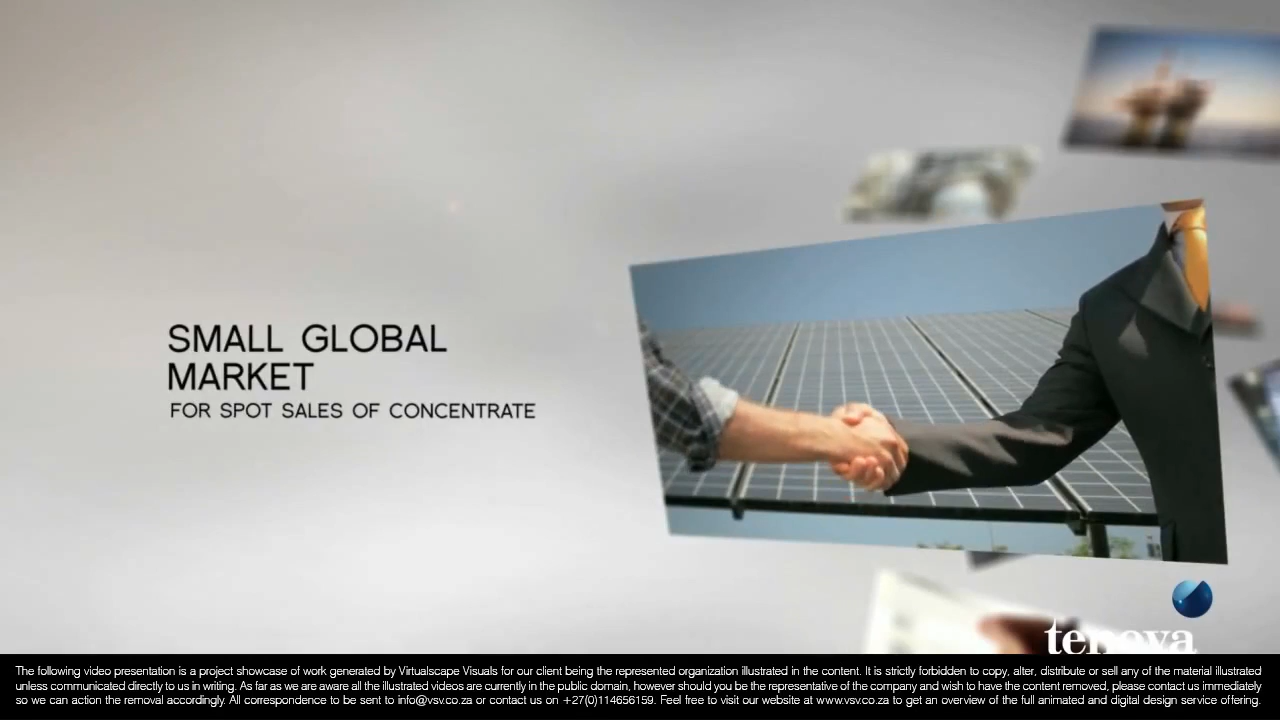 SMALL GLOBAL
MARKET
FOR SPOT SALES OF CONCENTRATE
tenova
The following video presentation is a project showcase of work generated by Virtualscape Visuals for our client being the represented organization illustrated in the content. It is strictly forbidden to copy, alter, distribute or sell any of the material illustrated
unless communicated directly to us in writing. As far as we are aware all the illustrated videos are currently in the public domain, however should you be the representative of the company and wish to have the content removed, please contact us immediately
so we can action the removal accordingly. All correspondence to be sent to info@vsv.co.za or contact us on +27(0)114656159. Feel free to visit our website at www.vsv.co.za to get an overview of the full animated and digital design service offering.